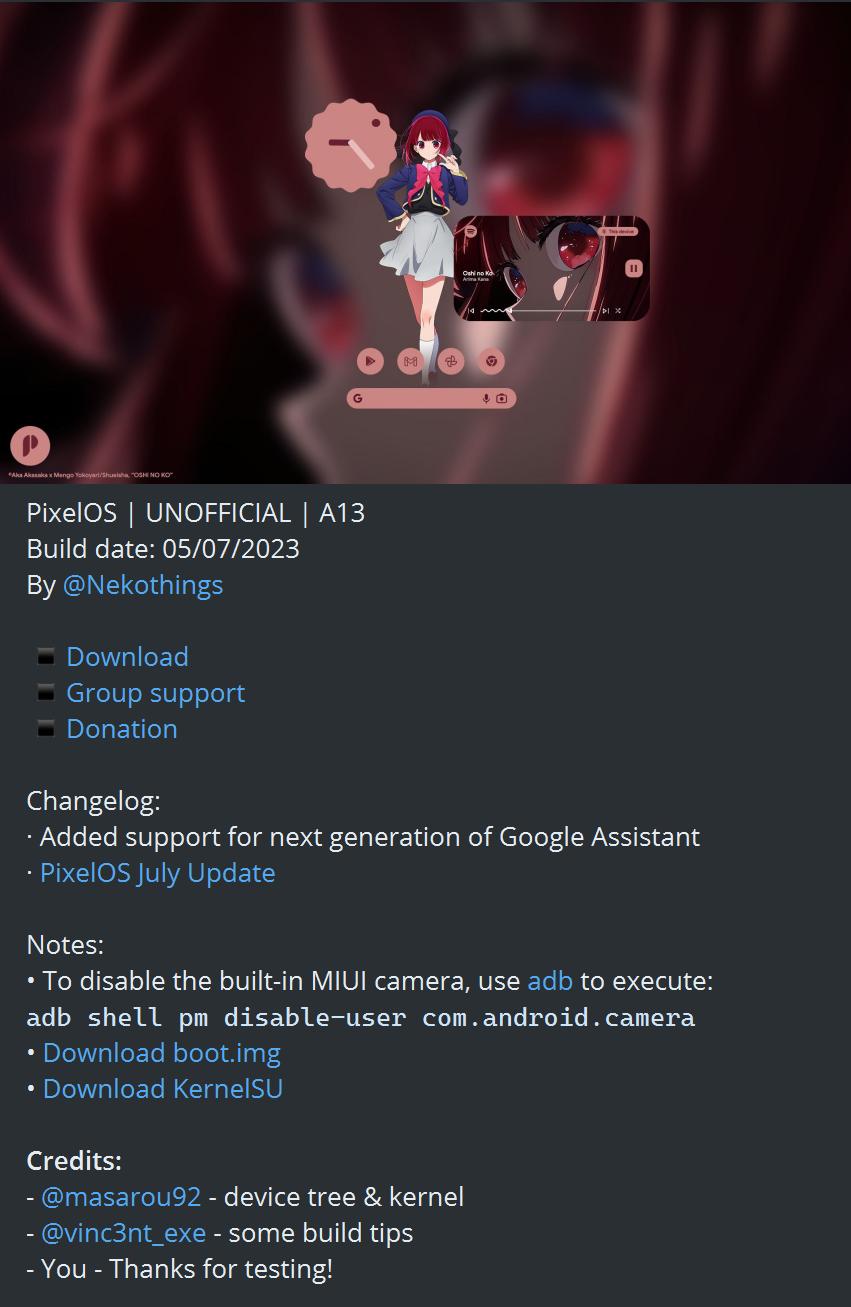 This device
Oshi no Ko
Arima Kana
G
©Aka Akasaka x Mengo Yokoyari/Shueisha, "OSHI NO KO"
PixelOS | UNOFFICIAL | A13
Build date: 05/07/2023
By @Nekothings
Download
Group support
Donation
Changelog:
· Added support for next generation of Google Assistant
· PixelOS July Update
Notes:
• To disable the built-in MIUI camera, use adb to execute:
adb shell pm disable-user com.android.camera
• Download boot.img
• Download KernelSU
Credits:
- @masarou92 - device tree & kernel
- @vinc3nt_exe - some build tips
- You - Thanks for testing!